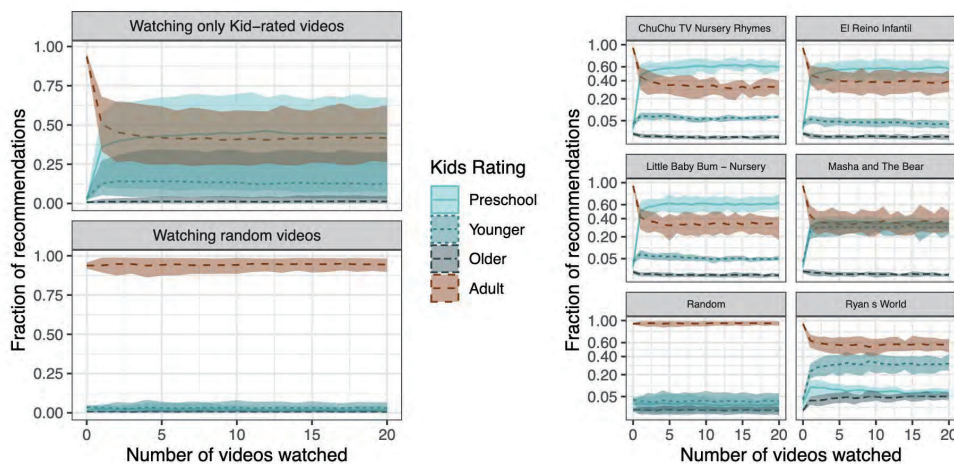 Watching only Kid-rated videos
1.00
0.75
0.50
0.25
0.00
Watching random videos
1.00
0.75
0.50
0.25
0.00
0 5 10 15 20
Fraction of recommendations
Number of videos watched
Kids Rating
Preschool
Younger
Older
Adult
ChuChu TV Nursery Rhymes
El Reino Infantil
1.00
0.60
0.40
0.20
0.05
Little Baby Bum - Nursery
Masha and The Bear
1.00
0.60
0.40
0.20
0.05
Random
Ryan s World
1.00
0.60
0.40
0.20
0.05
0 5 10 15 20 0 5 10 15 20
Fraction of recommendations
Number of videos watched